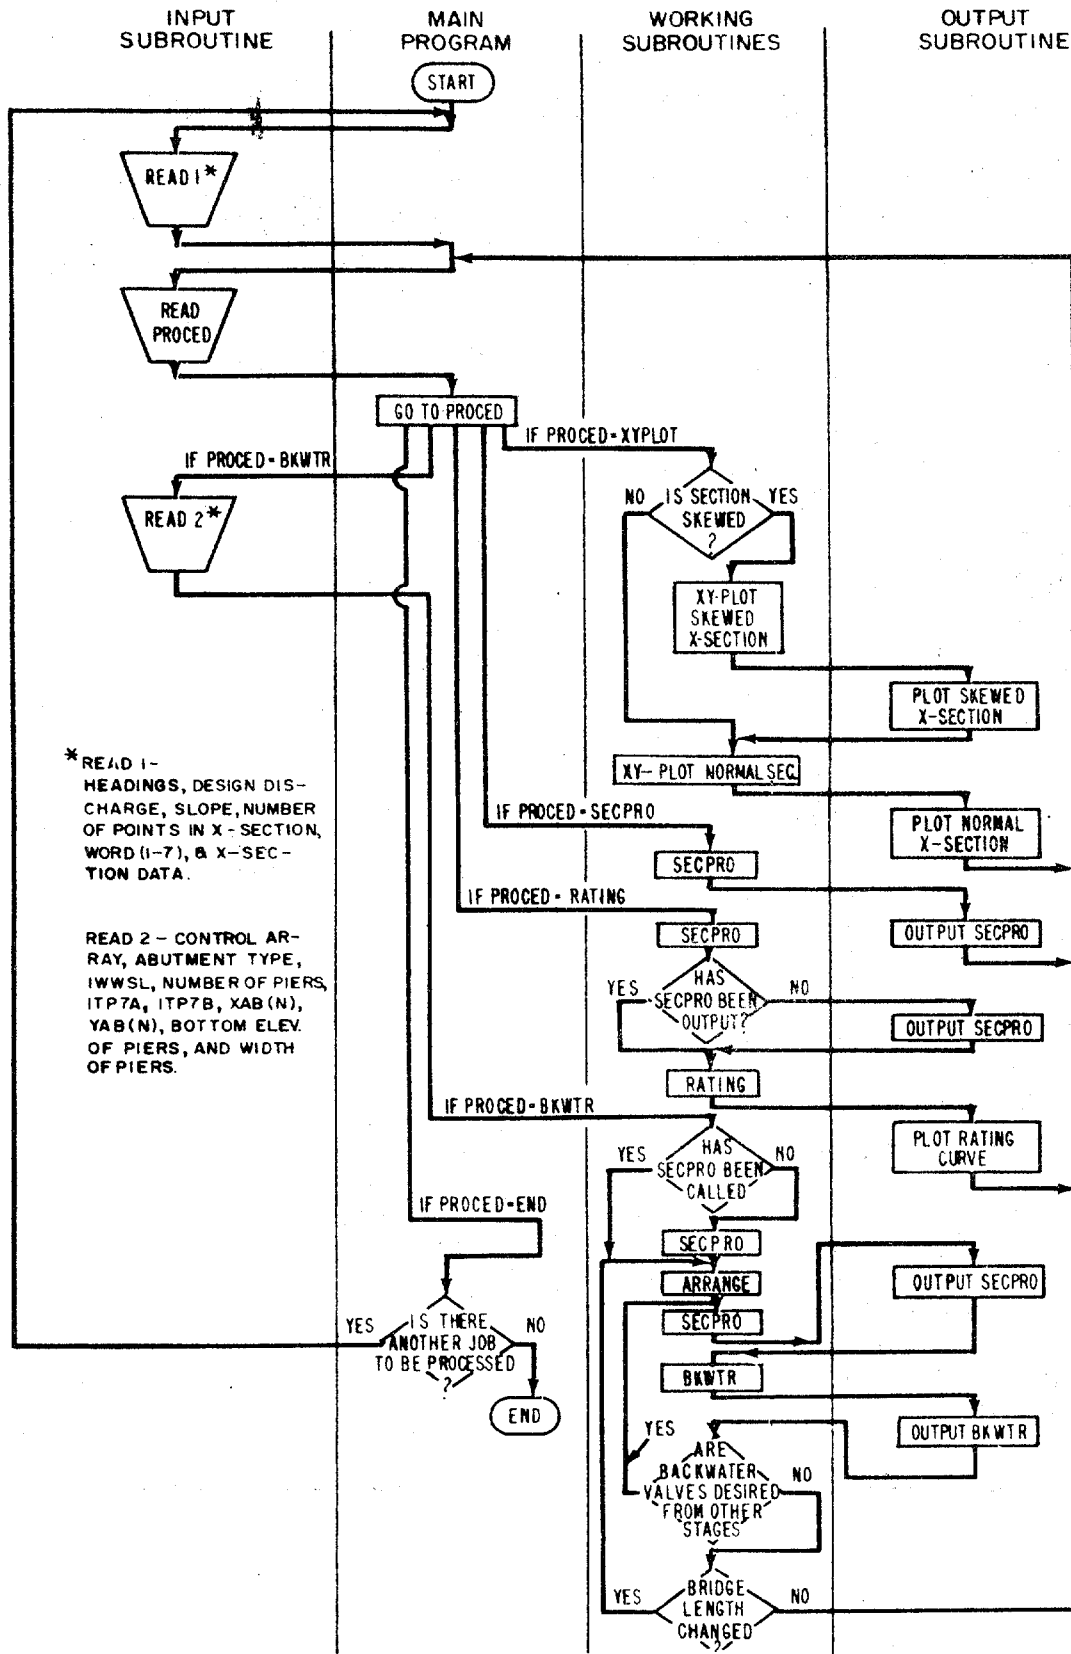 INPUT
SUBROUTINE
MAIN
PROGRAM
WORKING
SUBROUTINES
OUTPUT
SUBROUTINE
START
READ 1*
READ
PROCED
GO TO PROCED
IF PROCED=XYPLOT
IF PROCED=BKWTR
READ 2*
NO
IS SECTION
SKEWED
?
YES
XY-PLOT
SKEWED
X-SECTION
PLOT SKEWED
X-SECTION
XY-PLOT NORMAL SEC.
PLOT NORMAL
X-SECTION
IF PROCED=SECPRO
SECPRO
OUTPUT SECPRO
IF PROCED=RATING
SECPRO
YES
HAS
SECPRO BEEN
OUTPUT?
NO
OUTPUT SECPRO
RATING
PLOT RATING
CURVE
IF PROCED=BKWTR
YES
HAS
SECPRO BEEN
CALLED
NO
SECPRO
ARRANGE
SECPRO
OUTPUT SECPRO
BKWTR
OUTPUT BKWTR
YES
ARE
BACKWATER
VALVES DESIRED
FROM OTHER
STAGES
NO
YES
BRIDGE
LENGTH
CHANGED
?
NO
IF PROCED=END
YES
IS THERE
ANOTHER JOB
TO BE PROCESSED
?
NO
END
*READ 1-
HEADINGS, DESIGN DIS-
CHARGE, SLOPE, NUMBER
OF POINTS IN X-SECTION,
WORD (1-7), & X-SEC-
TION DATA.
READ 2 - CONTROL AR-
RAY, ABUTMENT TYPE,
IWWSL, NUMBER OF PIERS,
ITP7A, ITP7B, XAB(N),
YAB(N), BOTTOM ELEV.
OF PIERS, AND WIDTH
OF PIERS.